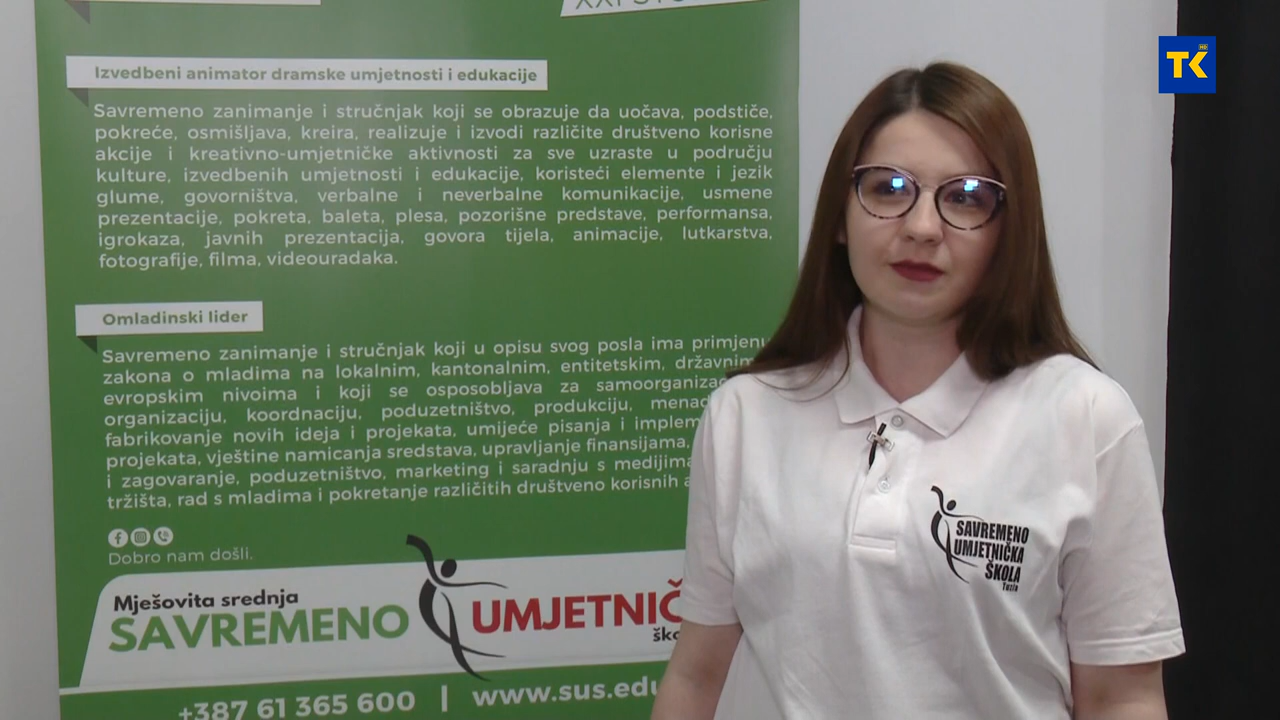 TK HD
Izvedbeni animator dramske umjetnosti i edukacije
Savremeno zanimanje i stručnjak koji se obrazuje da uočava, podstiče,
pokreće, osmišljava, kreira, realizuje i izvodi različite društveno korisne
akcije i kreativno-umjetničke aktivnosti za sve uzraste u području
kulture, izvedbenih umjetnosti i edukacije, koristeći elemente i jezik
glume, govorništva, verbalne i neverbalne komunikacije, usmene
prezentacije, pokreta, baleta, plesa, pozorišne predstave, performansa,
igrokaza, javnih prezentacija, govora tijela, animacije, lutkarstva,
fotografije, filma, videouradaka.
Omladinski lider
Savremeno zanimanje i stručnjak koji u opisu svog posla ima primjenu
zakona o mladima na lokalnim, kantonalnim, entitetskim, državnim
evropskim nivoima i koji se osposobljava za
organizaciju, koordnaciju, poduzetništvo, produkciju,
fabrikovanje novih ideja i projekata, umijeće pisanja i
projekata, vještine namicanja sredstava, upravljanje finansijama,
i zagovaranje, poduzetništvo, marketing i saradnju s medijima
tržišta, rad s mladima i pokretanje različitih društveno korisnih
Dobro nam došli.
Mješovita srednja
SAVREMENO UMJETNIČ
ško
+387 61 365 600 | www.sus.edu
SAVREMENO
UMJETNIČKA
ŠKOLA
Tuzla